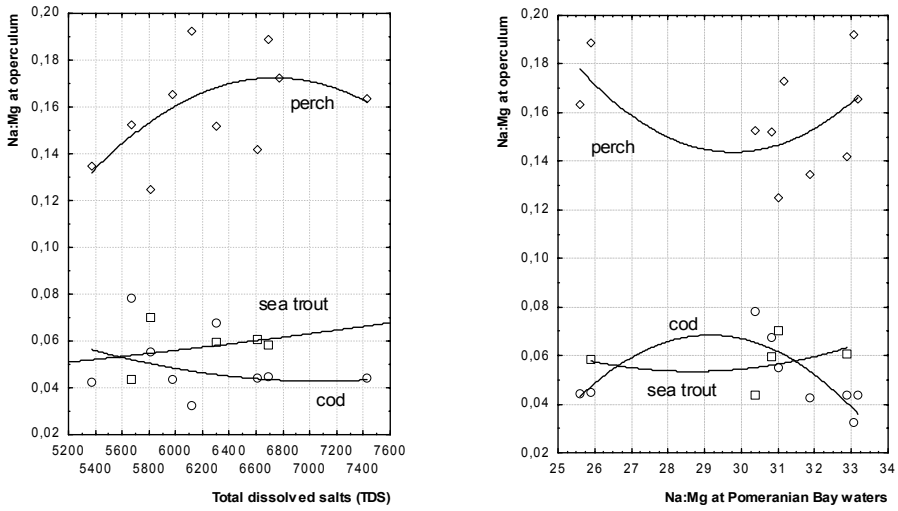 Na:Mg at operculum
0,20
0,18
0,16
0,14
0,12
0,10
0,08
0,06
0,04
0,02
perch
sea trout
cod
5200 5600 6000 6400 6800 7200 7600
5400 5800 6200 6600 7000 7400
Total dissolved salts (TDS)
Na:Mg at operculum
0,20
0,18
0,16
0,14
0,12
0,10
0,08
0,06
0,04
0,02
perch
cod
sea trout
25 26 27 28 29 30 31 32 33 34
Na:Mg at Pomeranian Bay waters